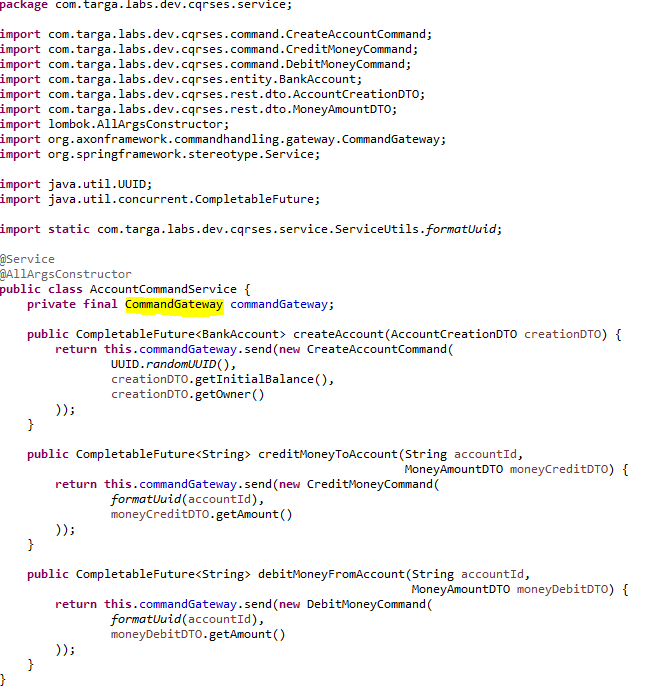 package com.targa.labs.dev.cqrses.service;
import com.targa.labs.dev.cqrses.command.CreateAccountCommand;
import com.targa.labs.dev.cqrses.command.CreditMoneyCommand;
import com.targa.labs.dev.cqrses.command.DebitMoneyCommand;
import com.targa.labs.dev.cqrses.entity.BankAccount;
import com.targa.labs.dev.cqrses.rest.dto.AccountCreationDTO;
import com.targa.labs.dev.cqrses.rest.dto.MoneyAmountDTO;
import lombok.AllArgsConstructor;
import org.axonframework.commandhandling.gateway.CommandGateway;
import org.springframework.stereotype.Service;
import java.util.UUID;
import java.util.concurrent.CompletableFuture;
import static com.targa.labs.dev.cqrses.service.ServiceUtils.formatUuid;
@Service
@AllArgsConstructor
public class AccountCommandService {
    private final CommandGateway commandGateway;
    public CompletableFuture<BankAccount> createAccount(AccountCreationDTO creationDTO) {
        return this.commandGateway.send(new CreateAccountCommand(
                UUID.randomUUID(),
                creationDTO.getInitialBalance(),
                creationDTO.getOwner()
        ));
    }
    public CompletableFuture<String> creditMoneyToAccount(String accountId,
                                                          MoneyAmountDTO moneyCreditDTO) {
        return this.commandGateway.send(new CreditMoneyCommand(
                formatUuid(accountId),
                moneyCreditDTO.getAmount()
        ));
    }
    public CompletableFuture<String> debitMoneyFromAccount(String accountId,
                                                           MoneyAmountDTO moneyDebitDTO) {
        return this.commandGateway.send(new DebitMoneyCommand(
                formatUuid(accountId),
                moneyDebitDTO.getAmount()
        ));
    }
}